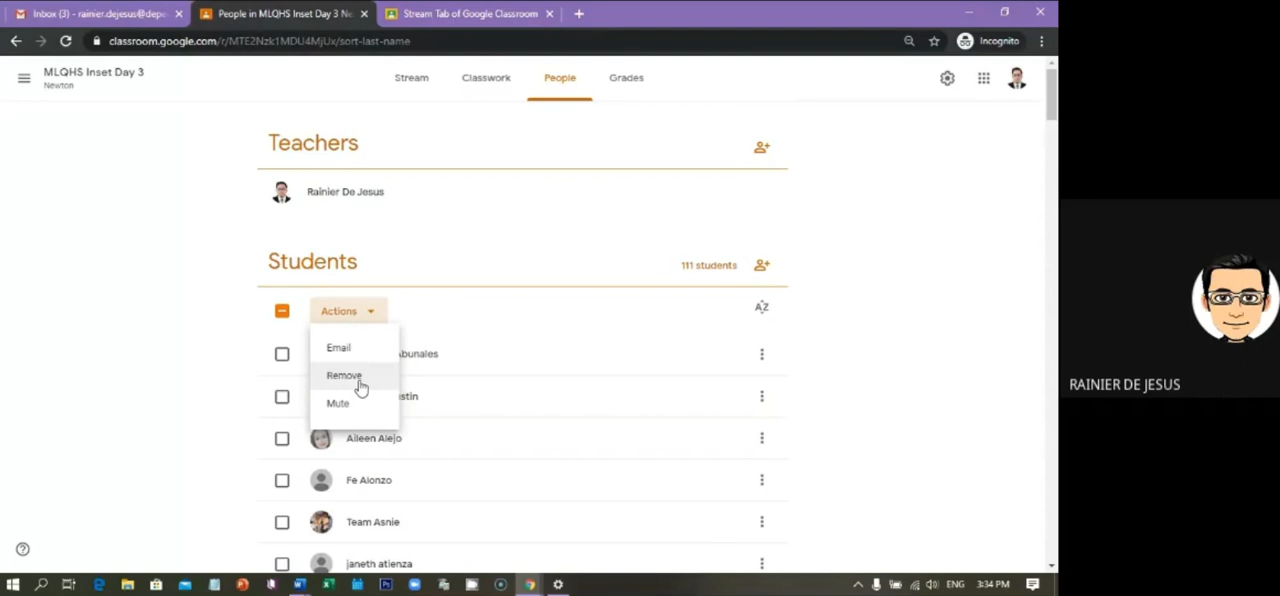 Inbox (3) - rainier.dejesus@depe
People in MLQHS Inset Day 3 Ne
Stream Tab of Google Classroom
classroom.google.com/r/MTE2Nzk1MDU4MjUx/sort-last-name
Incognito
MLQHS Inset Day 3
Newton
Stream
Classwork
People
Grades
Teachers
Rainier De Jesus
Students
111 students
Actions
AZ
Email
Abunales
Remove
stin
Mute
Aileen Alejo
Fe Alonzo
Team Asnie
janeth atienza
RAINIER DE JESUS
ENG
3:34 PM